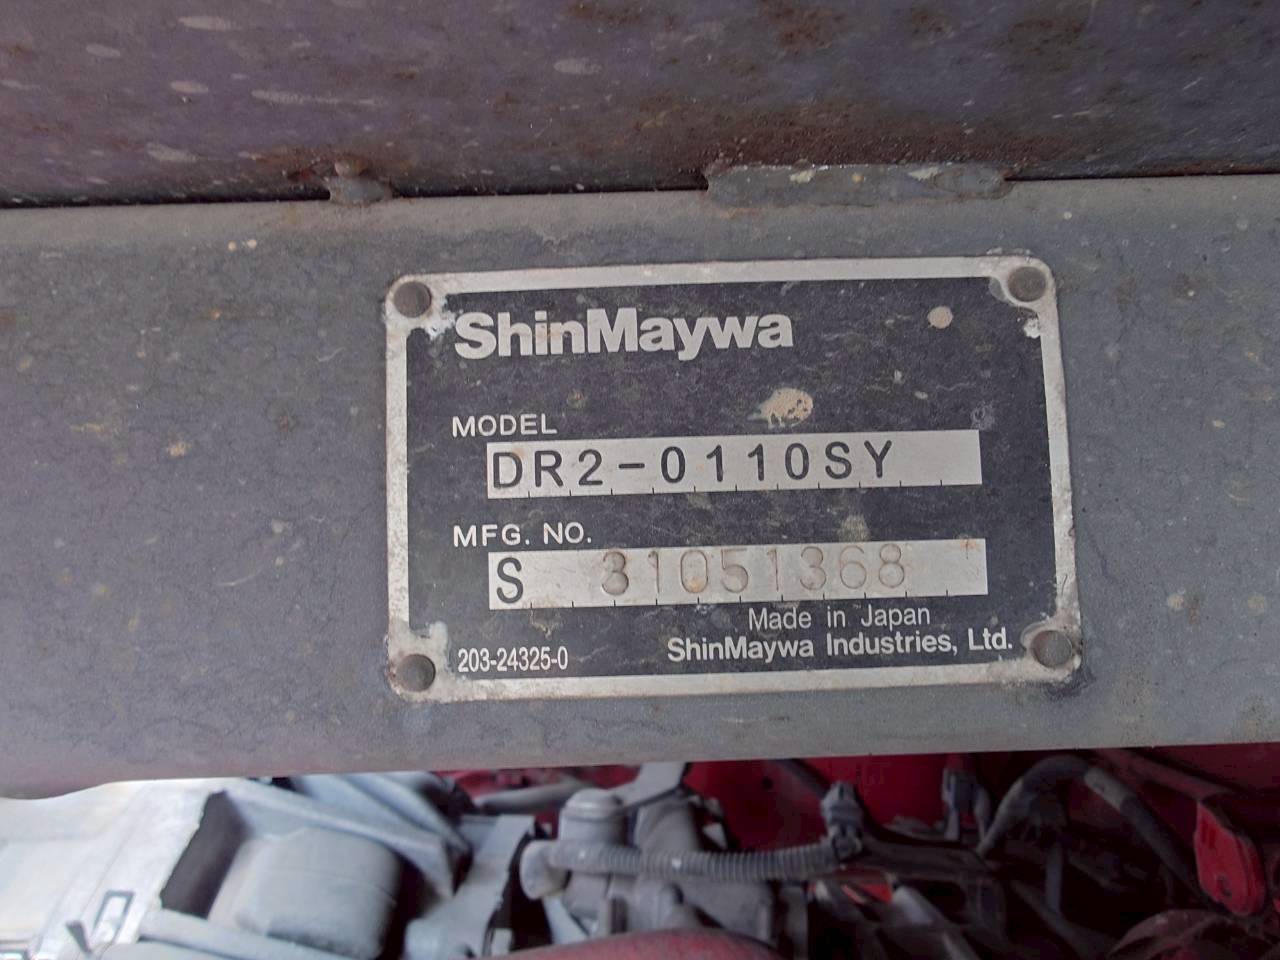 ShinMaywa
MODEL
DR2-0110SY
MFG. NO.
S 31051368
Made in Japan
203-24325-0 ShinMaywa Industries, Ltd.